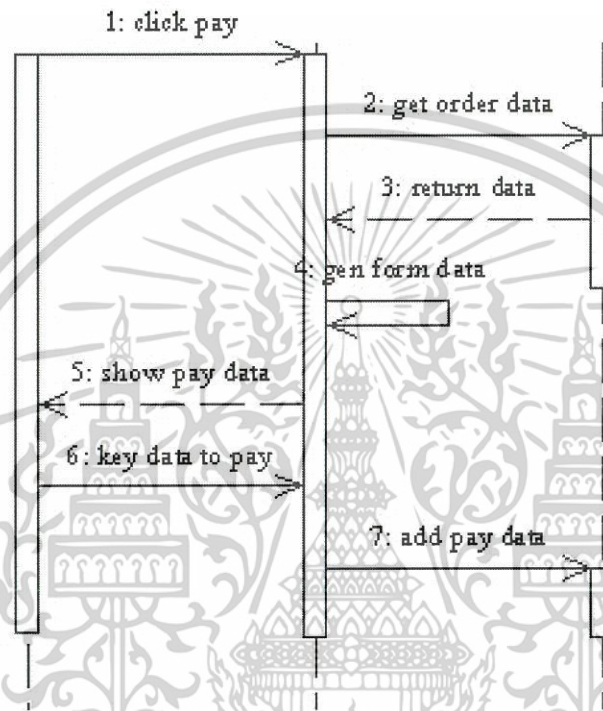 1: click pay
2: get order data
3: return data
4: gen form data
5: show pay data
6: key data to pay
7: add pay data